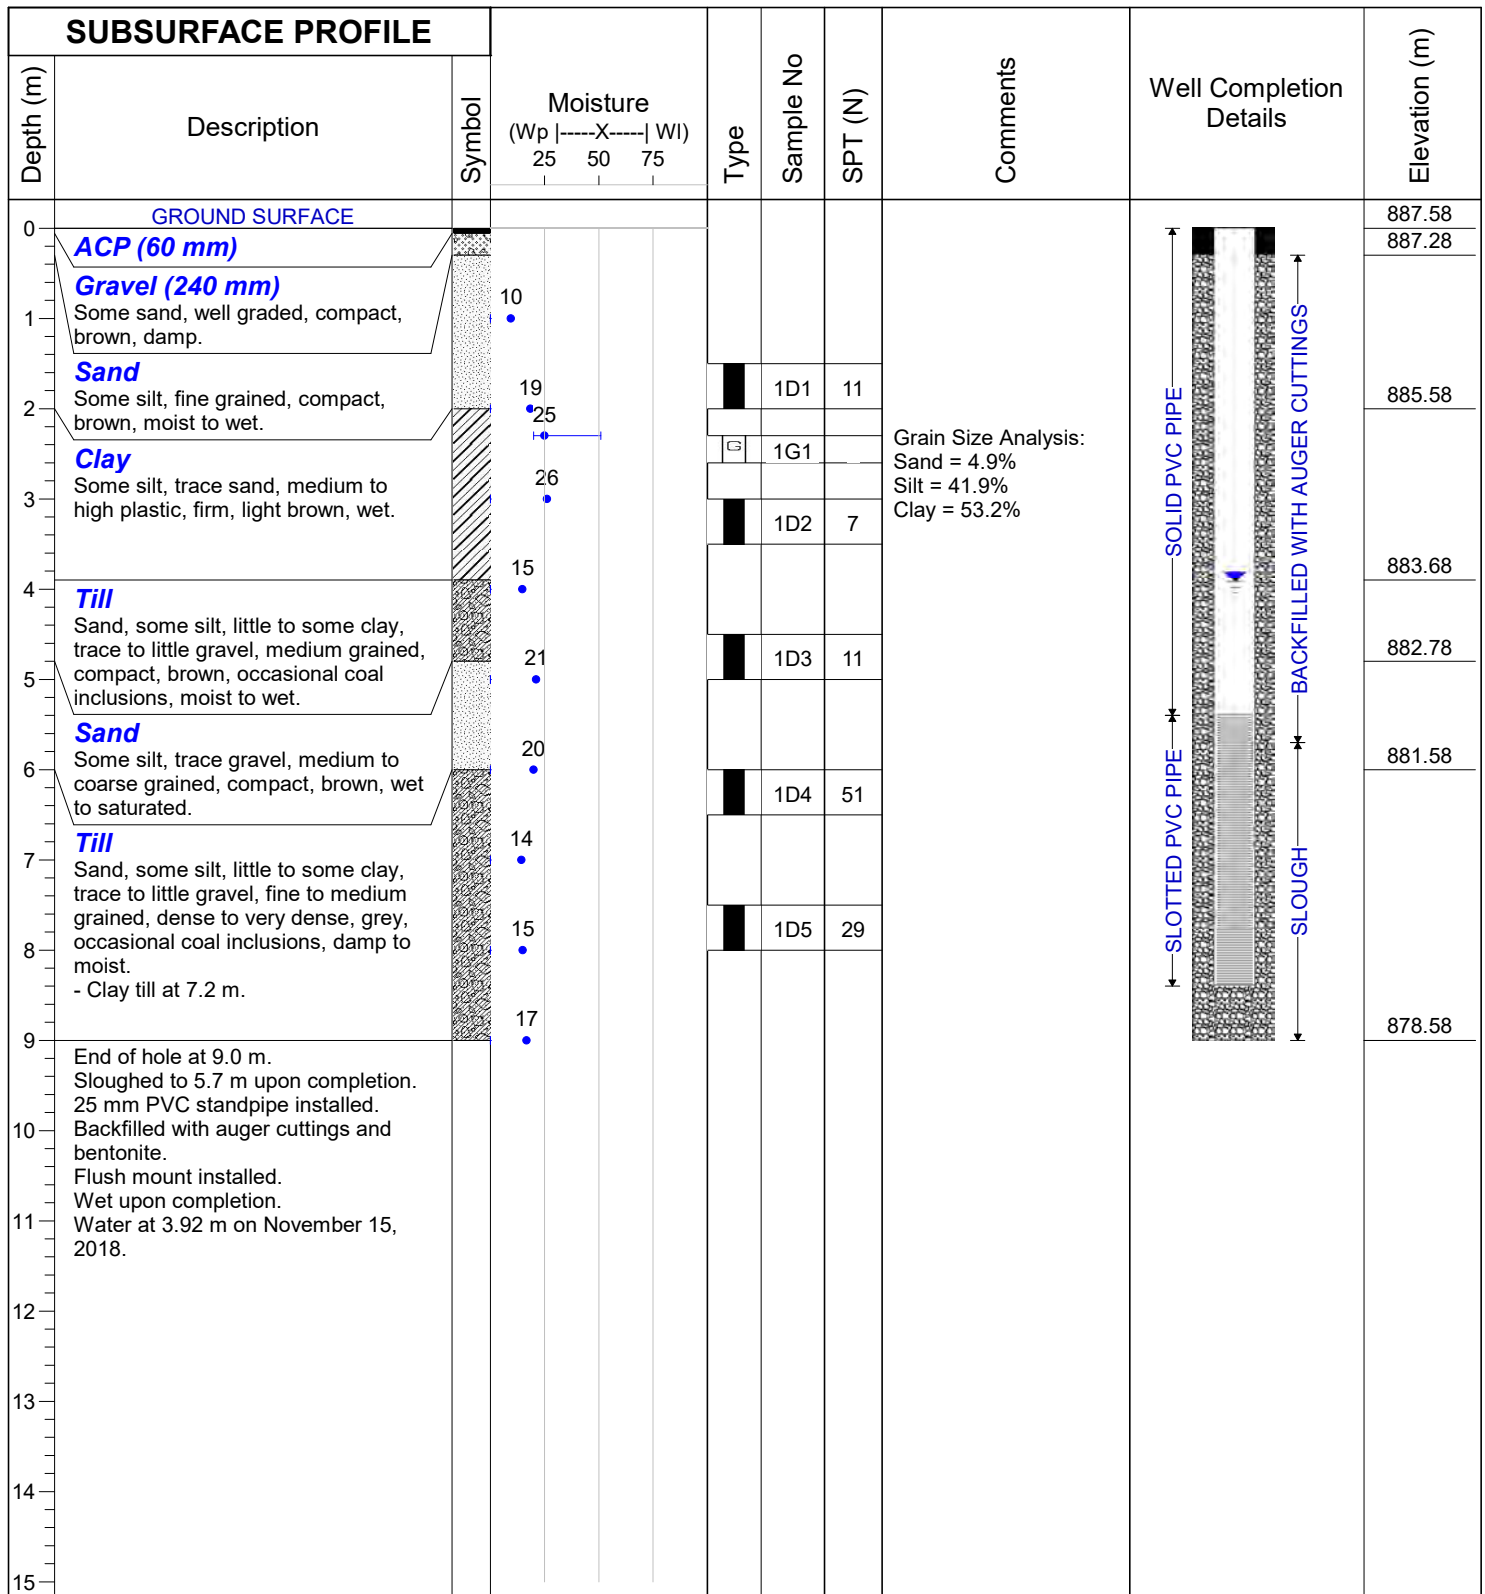 SUBSURFACE PROFILE
Depth (m)
Description
Symbol
Moisture
(Wp |-----X-----| Wl)
25 50 75
Type
Sample No
SPT (N)
Comments
Well Completion
Details
Elevation (m)
GROUND SURFACE
ACP (60 mm)
Gravel (240 mm)
Some sand, well graded, compact,
brown, damp.
Sand
Some silt, fine grained, compact,
brown, moist to wet.
Clay
Some silt, trace sand, medium to
high plastic, firm, light brown, wet.
Till
Sand, some silt, little to some clay,
trace to little gravel, medium grained,
compact, brown, occasional coal
inclusions, moist to wet.
Sand
Some silt, trace gravel, medium to
coarse grained, compact, brown, wet
to saturated.
Till
Sand, some silt, little to some clay,
trace to little gravel, fine to medium
grained, dense to very dense, grey,
occasional coal inclusions, damp to
moist.
- Clay till at 7.2 m.
End of hole at 9.0 m.
Sloughed to 5.7 m upon completion.
25 mm PVC standpipe installed.
Backfilled with auger cuttings and
bentonite.
Flush mount installed.
Wet upon completion.
Water at 3.92 m on November 15,
2018.
0
1
2
3
4
5
6
7
8
9
10
11
12
13
14
15
10
19
25
26
15
21
20
14
15
17
1D1 11
G 1G1
1D2 7
1D3 11
1D4 51
1D5 29
Grain Size Analysis:
Sand = 4.9%
Silt = 41.9%
Clay = 53.2%
SOLID PVC PIPE
SLOTTED PVC PIPE
BACKFILLED WITH AUGER CUTTINGS
SLOUGH
887.58
887.28
885.58
883.68
882.78
881.58
878.58